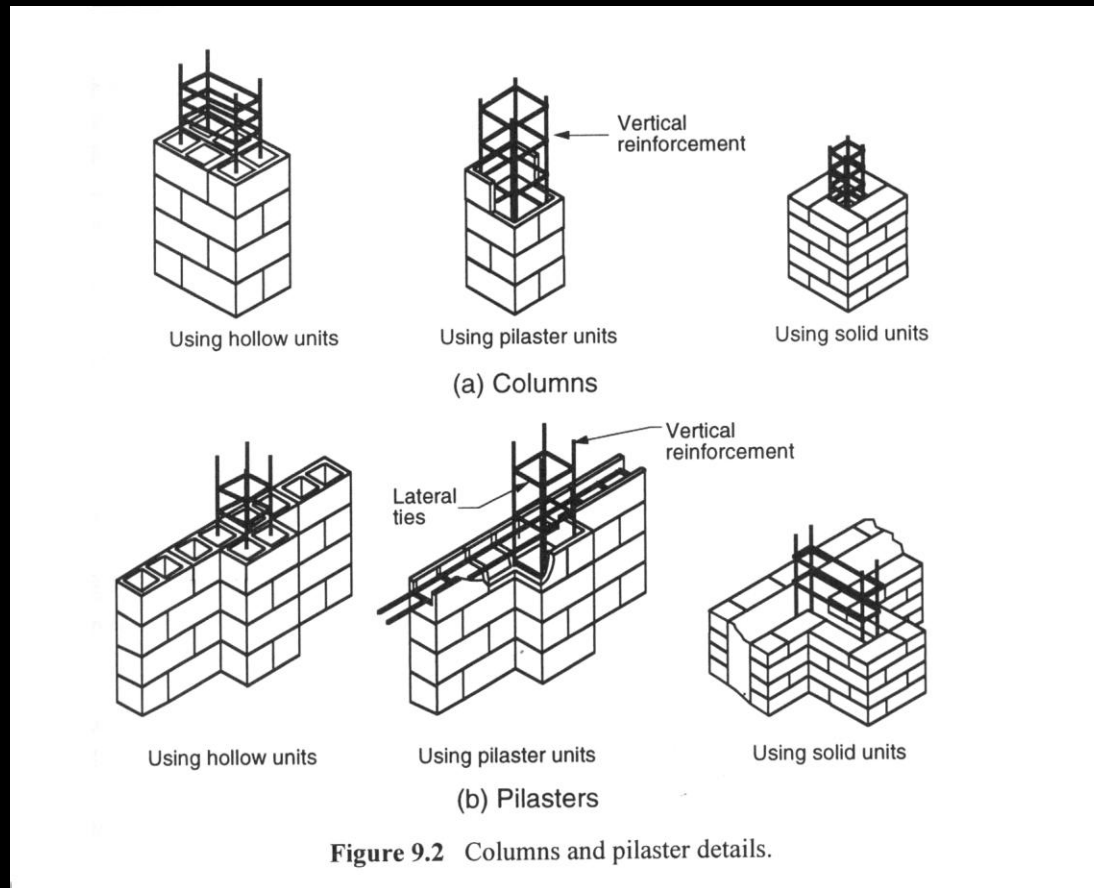 Vertical
reinforcement
Using hollow units
Using pilaster units
Using solid units
(a) Columns
Vertical
reinforcement
Lateral
ties
Using hollow units
Using pilaster units
Using solid units
(b) Pilasters
Figure 9.2 Columns and pilaster details.